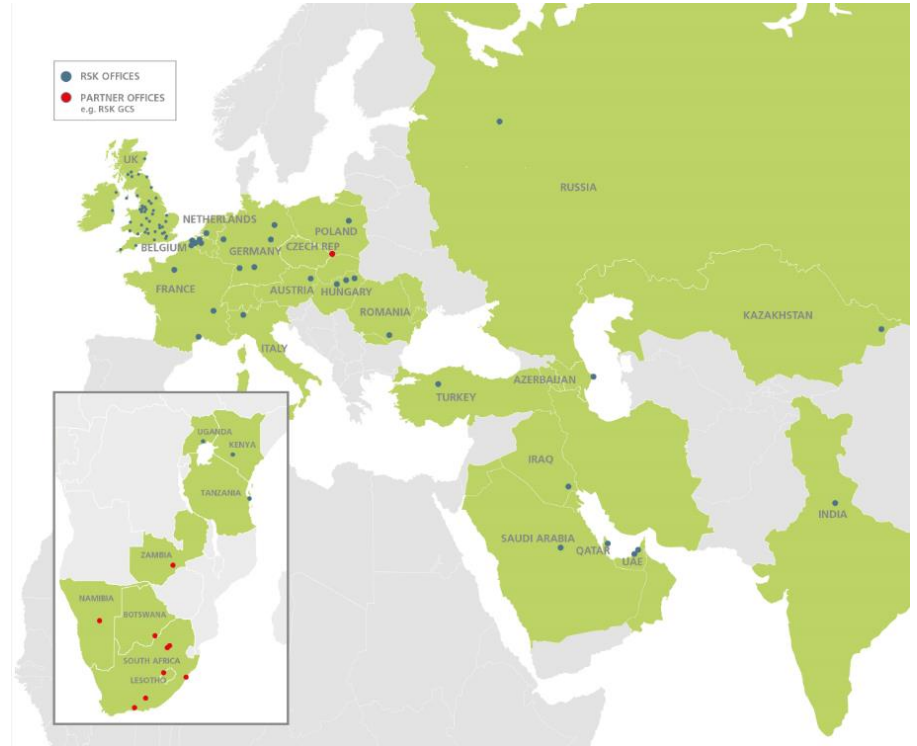 RSK OFFICES
PARTNER OFFICES
e.g. RSK GCS
UK
RUSSIA
NETHERLANDS
POLAND
BELGIUM
GERMANY
CZECH REP
FRANCE
AUSTRIA
HUNGARY
ROMANIA
KAZAKHSTAN
ITALY
AZERBAIJAN
TURKEY
UGANDA
KENYA
IRAQ
TANZANIA
INDIA
SAUDI ARABIA
QATAR
UAE
ZAMBIA
NAMIBIA
BOTSWANA
SOUTH AFRICA
LESOTHO